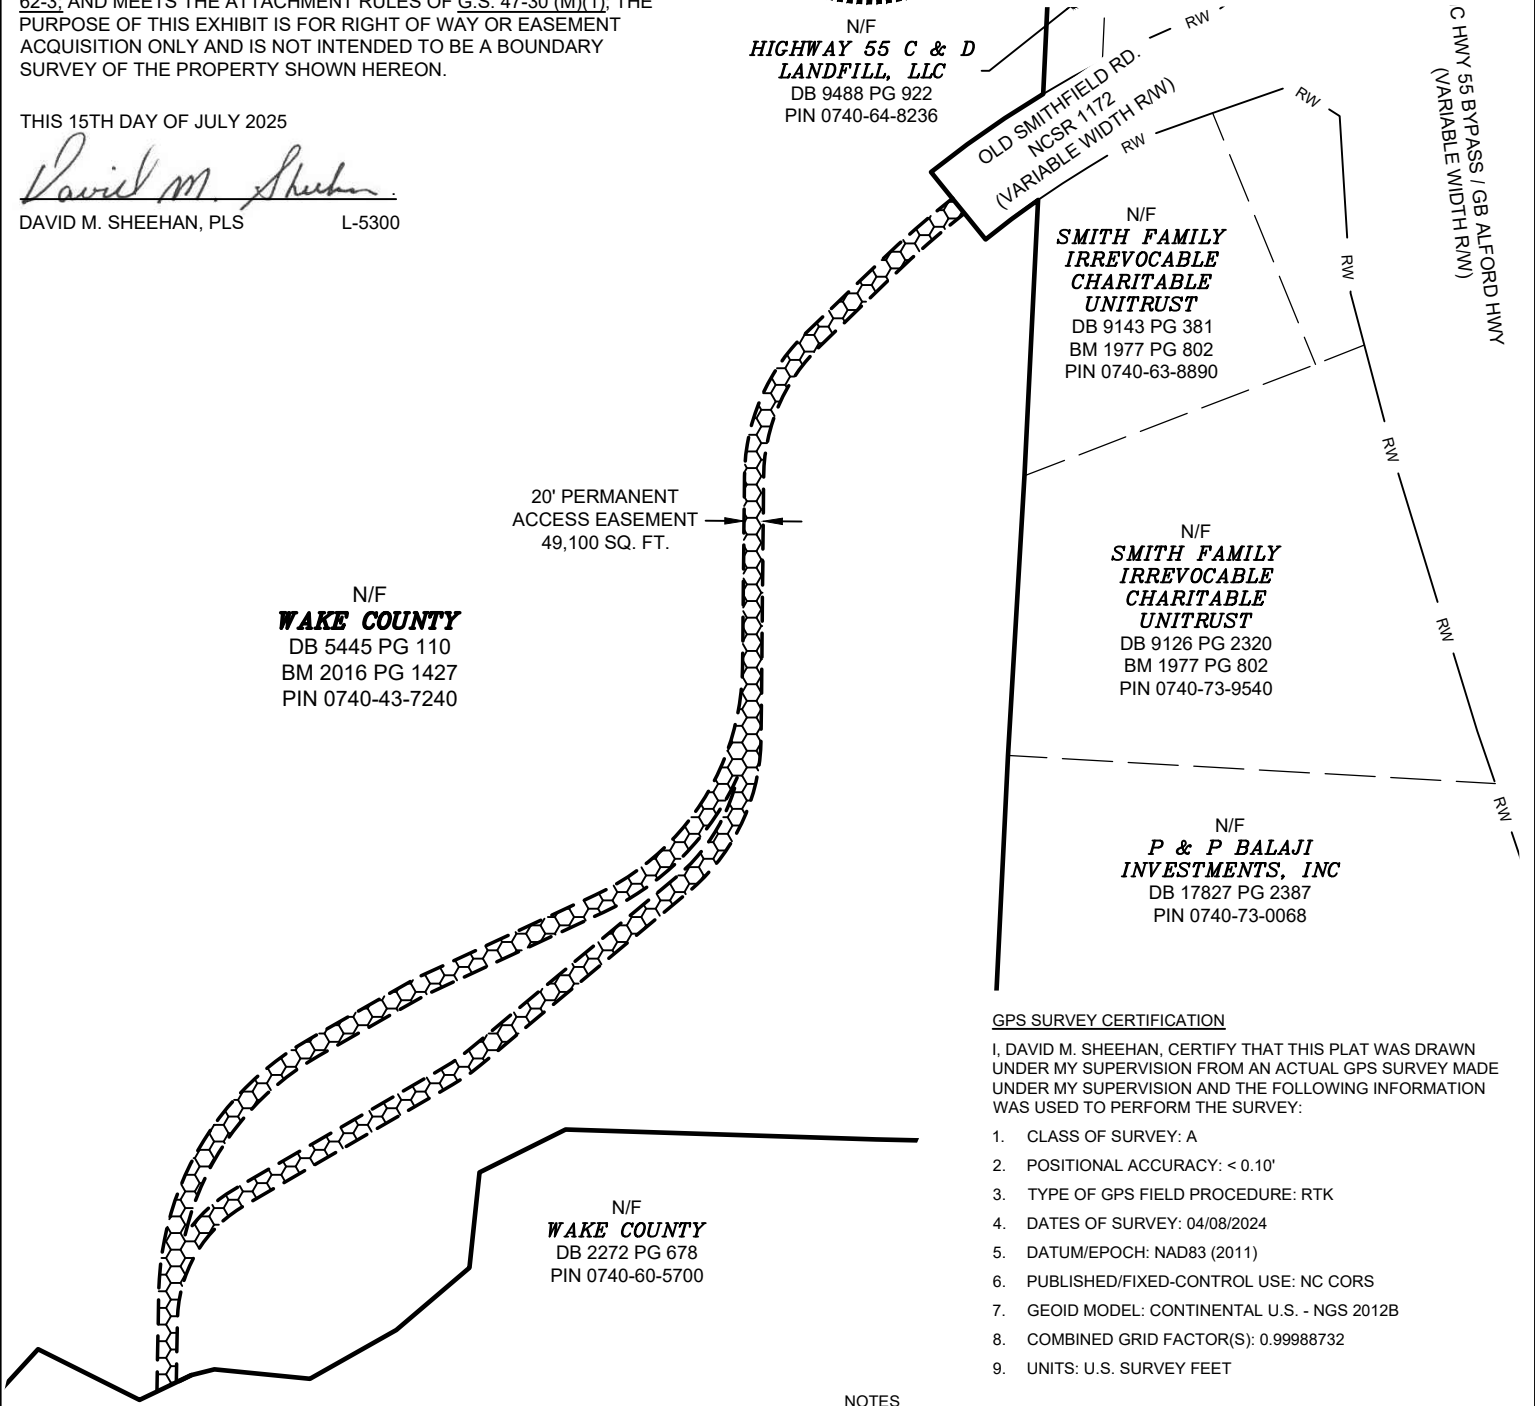 62-3; AND MEETS THE ATTACHMENT RULES OF G.S. 47-30 (M)(1); THE
PURPOSE OF THIS EXHIBIT IS FOR RIGHT OF WAY OR EASEMENT
ACQUISITION ONLY AND IS NOT INTENDED TO BE A BOUNDARY
SURVEY OF THE PROPERTY SHOWN HEREON.
THIS 15TH DAY OF JULY 2025
David M. Sheehan
DAVID M. SHEEHAN, PLS L-5300
N/F
HIGHWAY 55 C & D
LANDFILL, LLC
DB 9488 PG 922
PIN 0740-64-8236
OLD SMITHFIELD RD.
NCSR 1172
(VARIABLE WIDTH R/W)
RW
RW
RW
RW
RW
RW
RW
C HWY 55 BYPASS / GB ALFORD HWY
(VARIABLE WIDTH R/W)
N/F
SMITH FAMILY
IRREVOCABLE
CHARITABLE
UNITRUST
DB 9143 PG 381
BM 1977 PG 802
PIN 0740-63-8890
20' PERMANENT
ACCESS EASEMENT
49,100 SQ. FT.
N/F
WAKE COUNTY
DB 5445 PG 110
BM 2016 PG 1427
PIN 0740-43-7240
N/F
SMITH FAMILY
IRREVOCABLE
CHARITABLE
UNITRUST
DB 9126 PG 2320
BM 1977 PG 802
PIN 0740-73-9540
N/F
P & P BALAJI
INVESTMENTS, INC
DB 17827 PG 2387
PIN 0740-73-0068
N/F
WAKE COUNTY
DB 2272 PG 678
PIN 0740-60-5700
GPS SURVEY CERTIFICATION
I, DAVID M. SHEEHAN, CERTIFY THAT THIS PLAT WAS DRAWN
UNDER MY SUPERVISION FROM AN ACTUAL GPS SURVEY MADE
UNDER MY SUPERVISION AND THE FOLLOWING INFORMATION
WAS USED TO PERFORM THE SURVEY:
1. CLASS OF SURVEY: A
2. POSITIONAL ACCURACY: < 0.10'
3. TYPE OF GPS FIELD PROCEDURE: RTK
4. DATES OF SURVEY: 04/08/2024
5. DATUM/EPOCH: NAD83 (2011)
6. PUBLISHED/FIXED-CONTROL USE: NC CORS
7. GEOID MODEL: CONTINENTAL U.S. - NGS 2012B
8. COMBINED GRID FACTOR(S): 0.99988732
9. UNITS: U.S. SURVEY FEET
NOTES